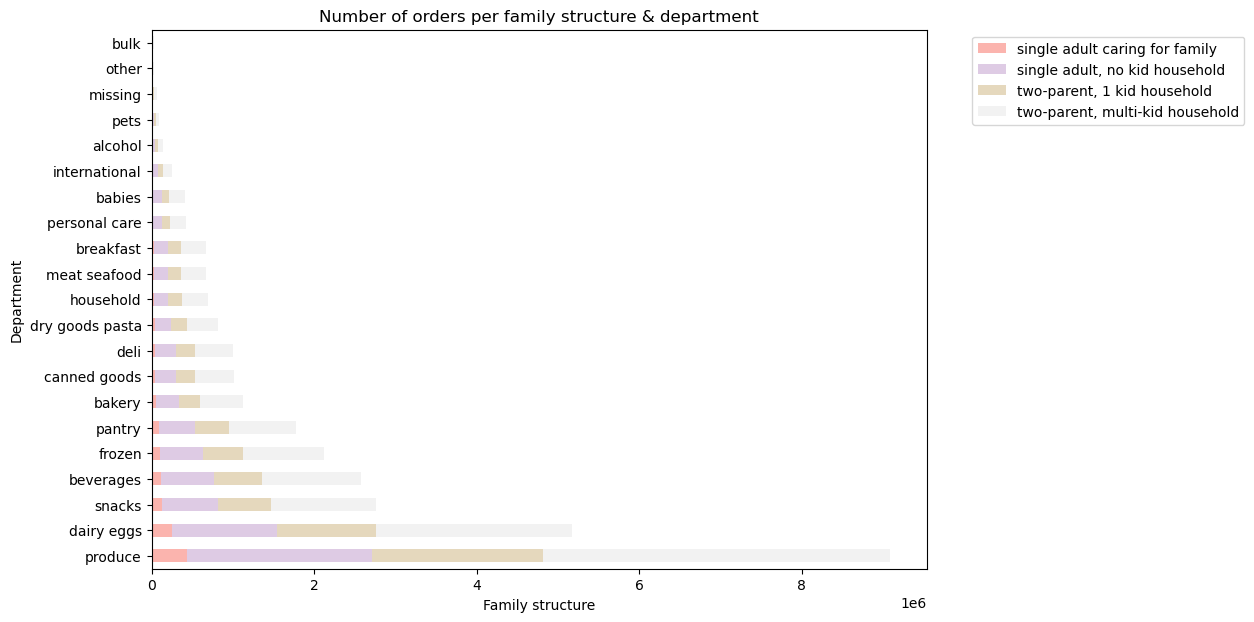 Number of orders per family structure & department
single adult caring for family
single adult, no kid household
two-parent, 1 kid household
two-parent, multi-kid household
Department
bulk
other
missing
pets
alcohol
international
babies
personal care
breakfast
meat seafood
household
dry goods pasta
deli
canned goods
bakery
pantry
frozen
beverages
snacks
dairy eggs
produce
0 2 4 6 8
1e6
Family structure